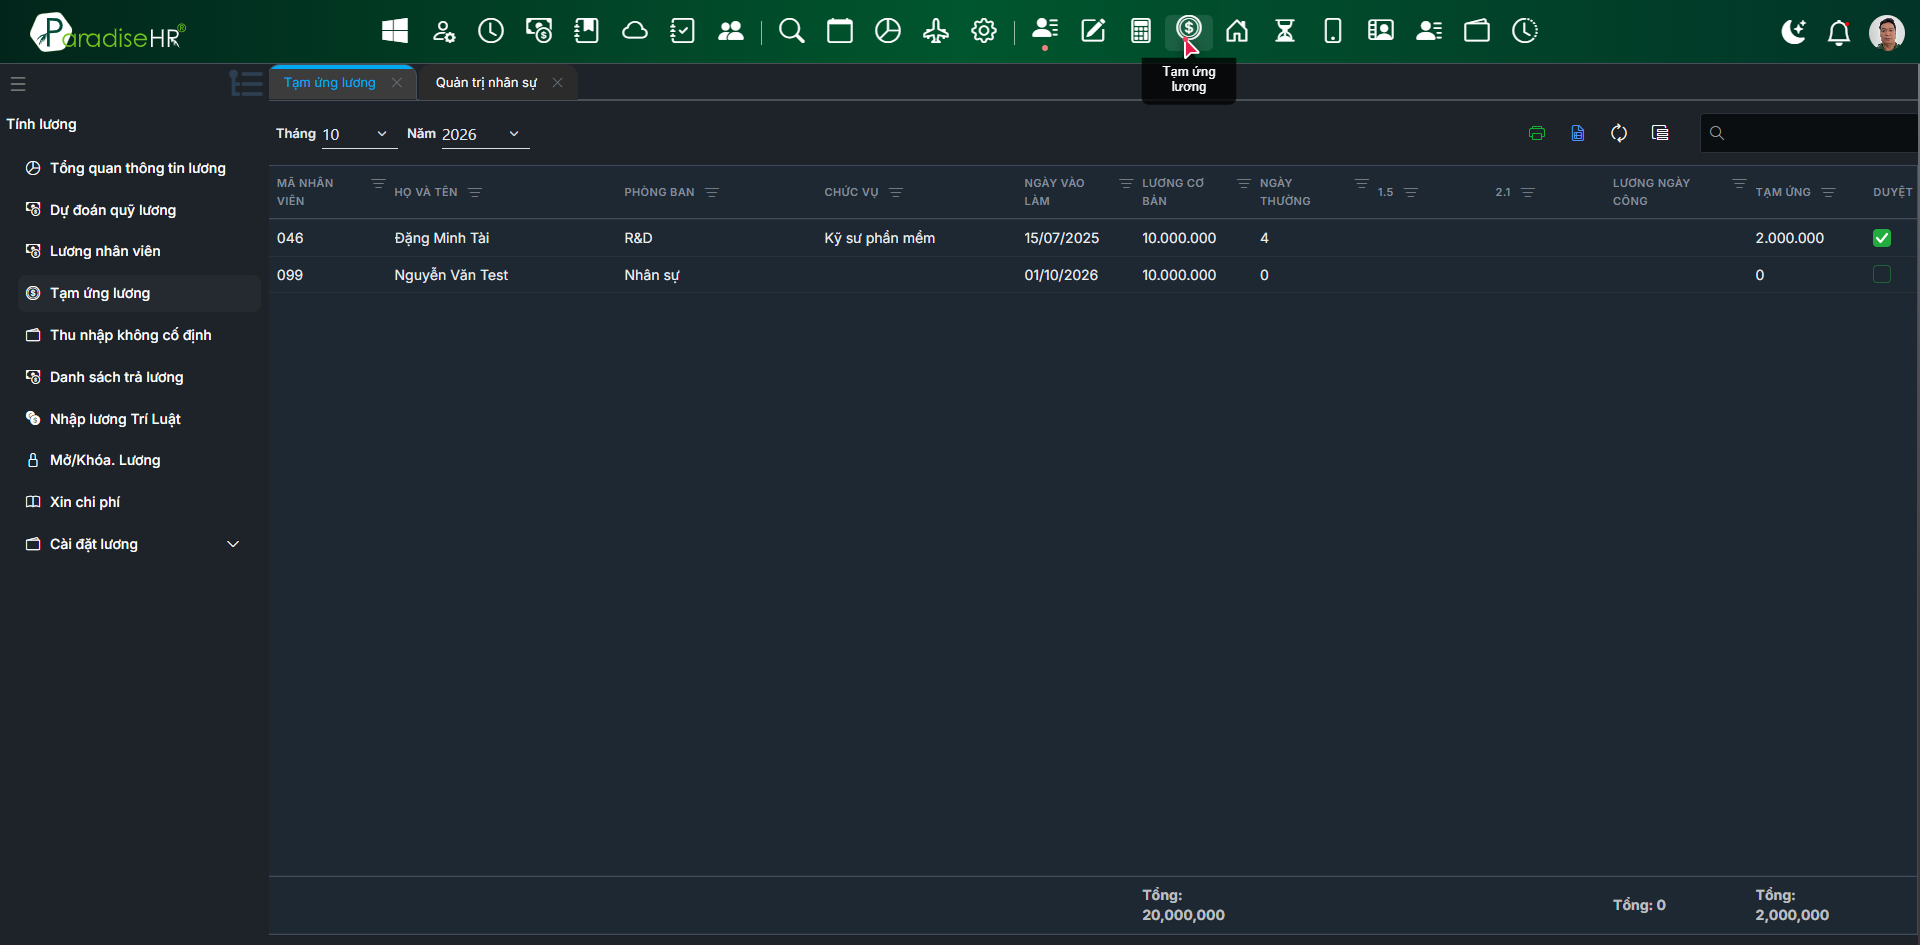 ParadiseHR®
Tạm ứng
lương
Tạm ứng lương
Quản trị nhân sự
Tính lương
Tổng quan thông tin lương
Dự đoán quỹ lương
Lương nhân viên
Tạm ứng lương
Thu nhập không cố định
Danh sách trả lương
Nhập lương Trí Luật
Mở/Khóa. Lương
Xin chi phí
Cài đặt lương
Tháng 10 Năm 2026
MÃ NHÂN VIÊN HỌ VÀ TÊN PHÒNG BAN CHỨC VỤ NGÀY VÀO LÀM LƯƠNG CƠ BẢN NGÀY THƯỜNG 1.5 2.1 LƯƠNG NGÀY CÔNG TẠM ỨNG DUYỆT
046 Đặng Minh Tài R&D Kỹ sư phần mềm 15/07/2025 10.000.000 4 2.000.000
099 Nguyễn Văn Test Nhân sự 01/10/2026 10.000.000 0 0
Tổng: 20,000,000 Tổng: 0 Tổng: 2,000,000